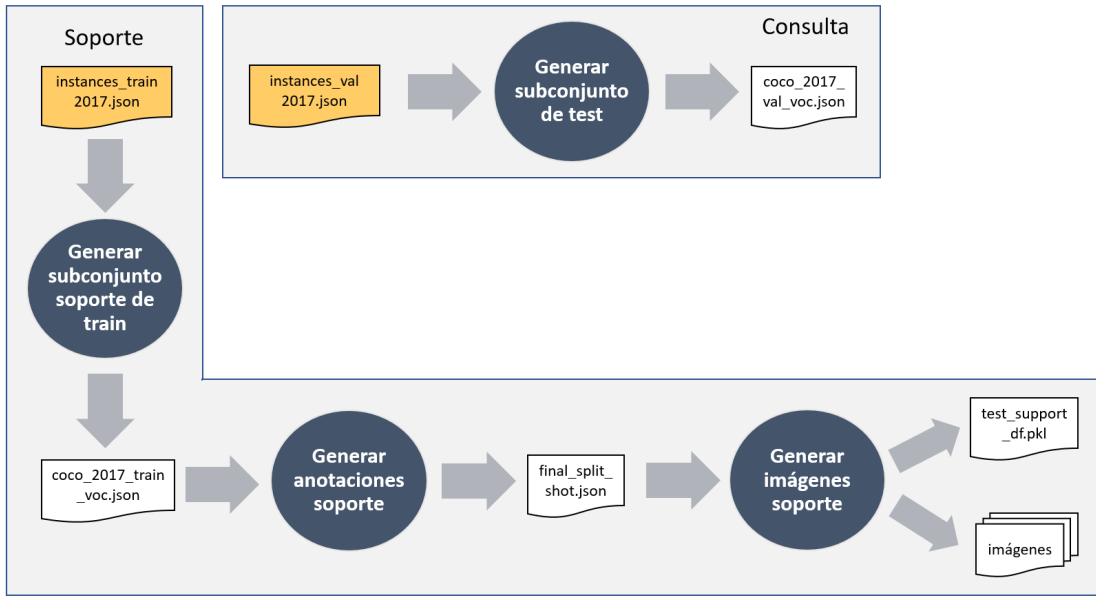 Soporte
instances_train
2017.json
Generar
subconjunto
soporte de
train
coco_2017_train
_voc.json
Generar
anotaciones
soporte
final_split_
shot.json
Generar
imágenes
soporte
test_support
_df.pkl
imágenes
Consulta
instances_val
2017.json
Generar
subconjunto
de test
coco_2017_
val_voc.json